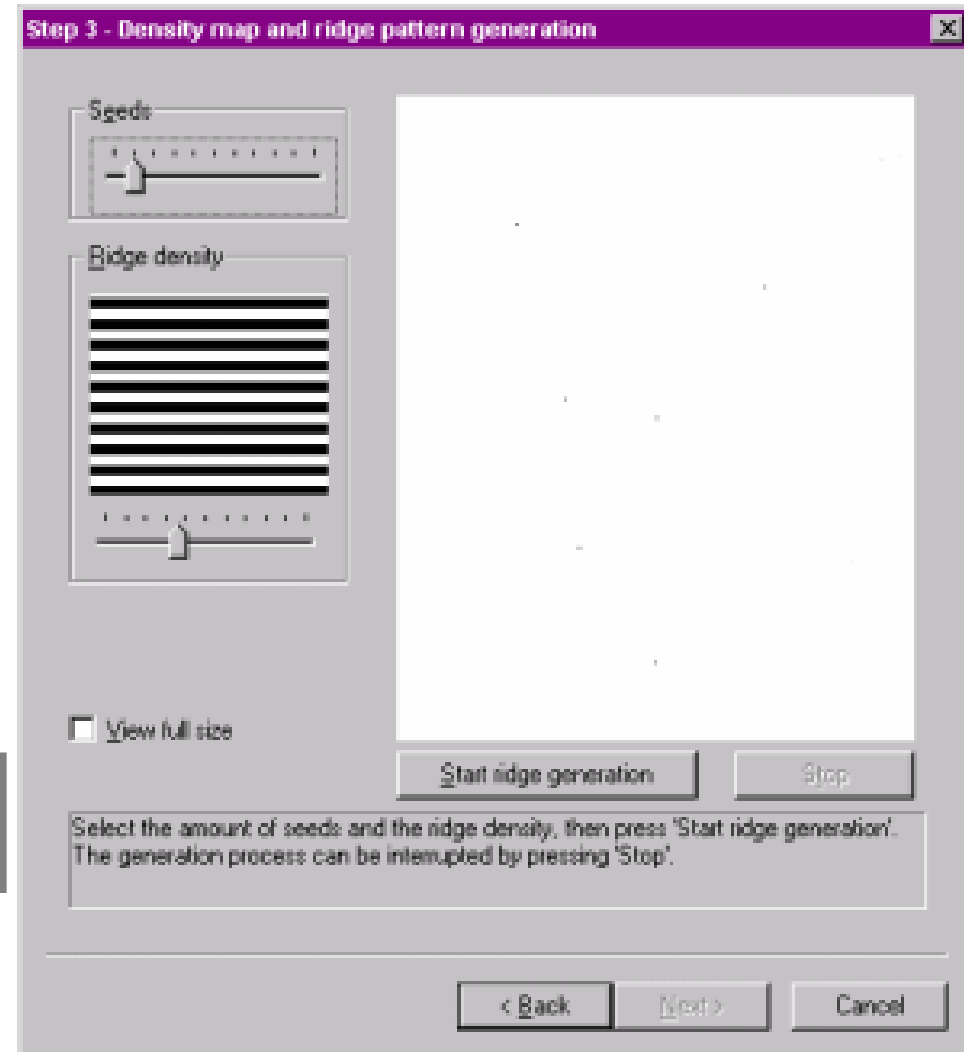 Step 3 - Density map and ridge pattern generation
Seeds
Ridge density
View full size
Start ridge generation
Stop
Select the amount of seeds and the ridge density, then press 'Start ridge generation'.
The generation process can be interrupted by pressing 'Stop'.
< Back
Next >
Cancel